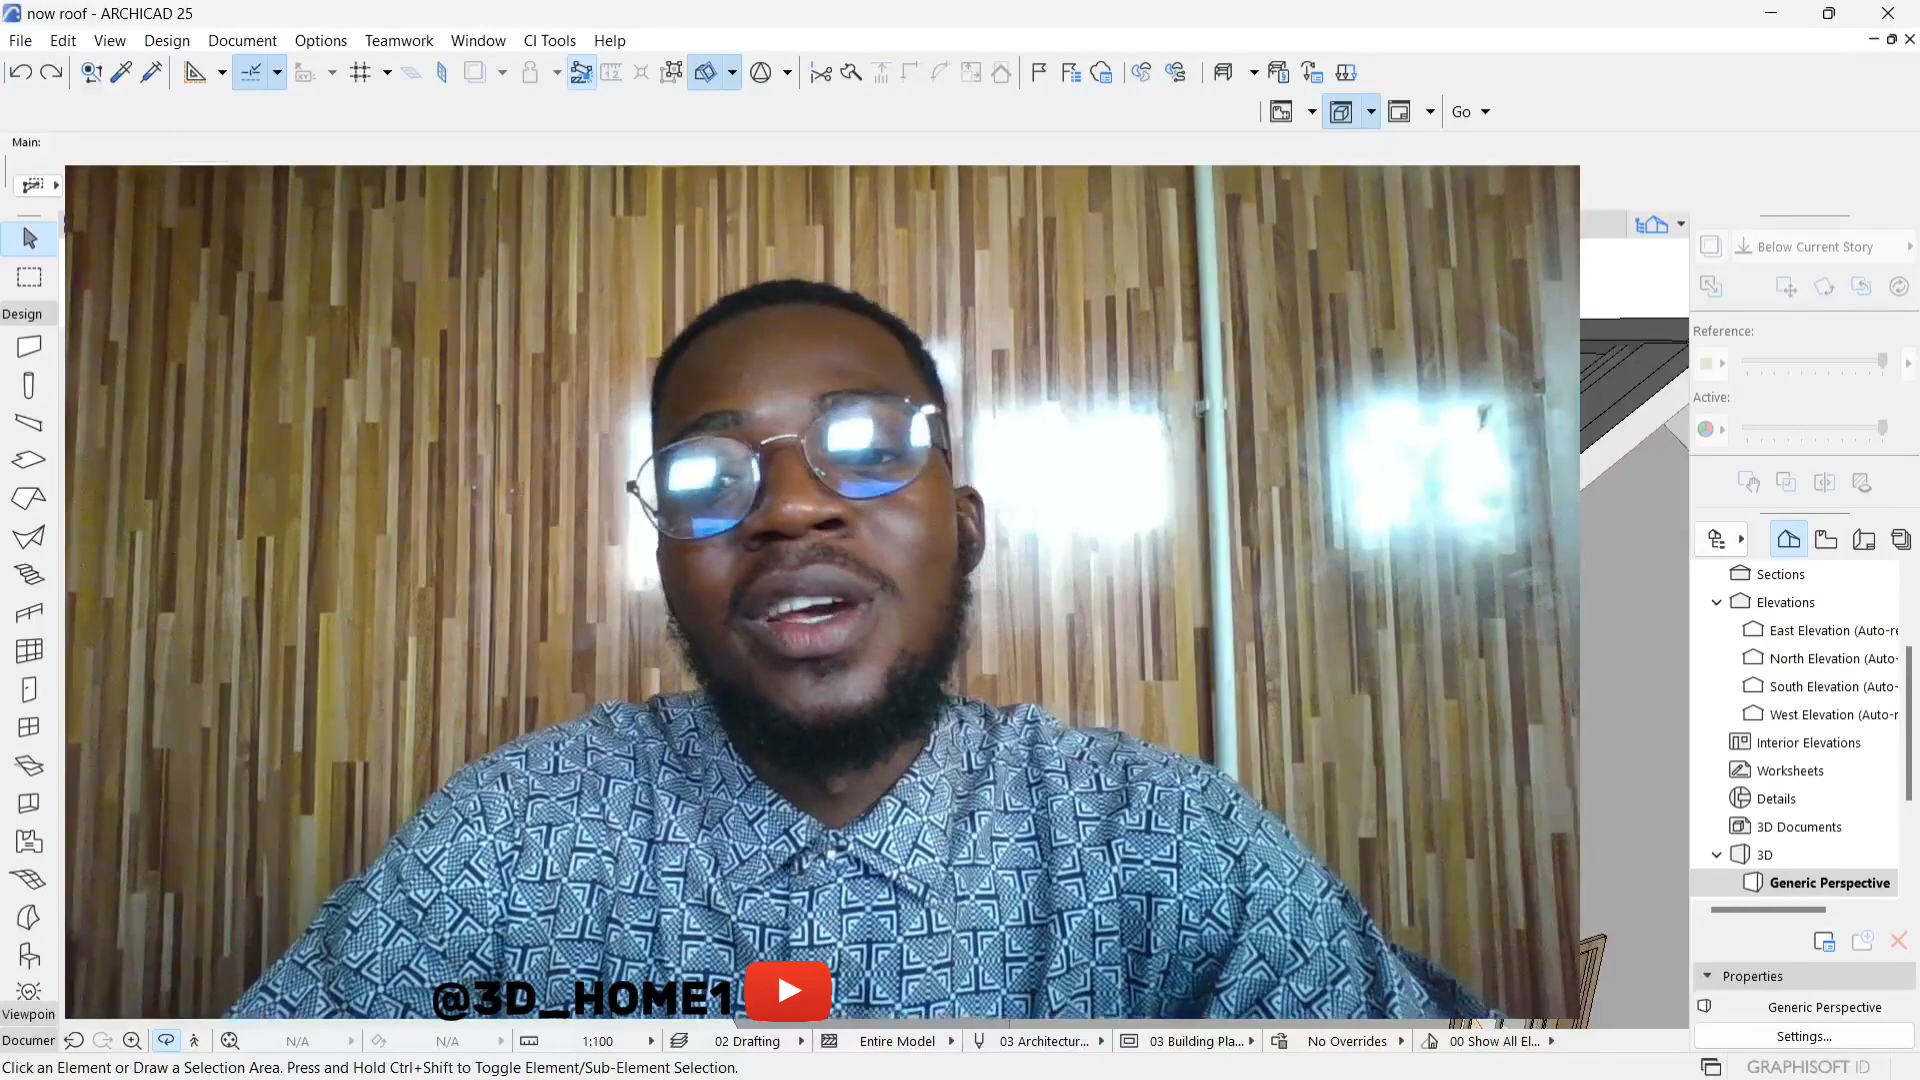 now roof - ARCHICAD 25
File Edit View Design Document Options Teamwork Window CI Tools Help
Go
Main:
Below Current Story
Design
Reference:
Active:
Sections
Elevations
East Elevation (Auto-re
North Elevation (Auto-
South Elevation (Auto-
West Elevation (Auto-r
Interior Elevations
Worksheets
Details
3D Documents
3D
Generic Perspective
Properties
Generic Perspective
Settings...
@3D_HOME1
Viewpoin
Documer
N/A N/A 1:100 02 Drafting Entire Model 03 Architectur... 03 Building Pla... No Overrides 00 Show All El...
Click an Element or Draw a Selection Area. Press and Hold Ctrl+Shift to Toggle Element/Sub-Element Selection.
GRAPHISOFT ID